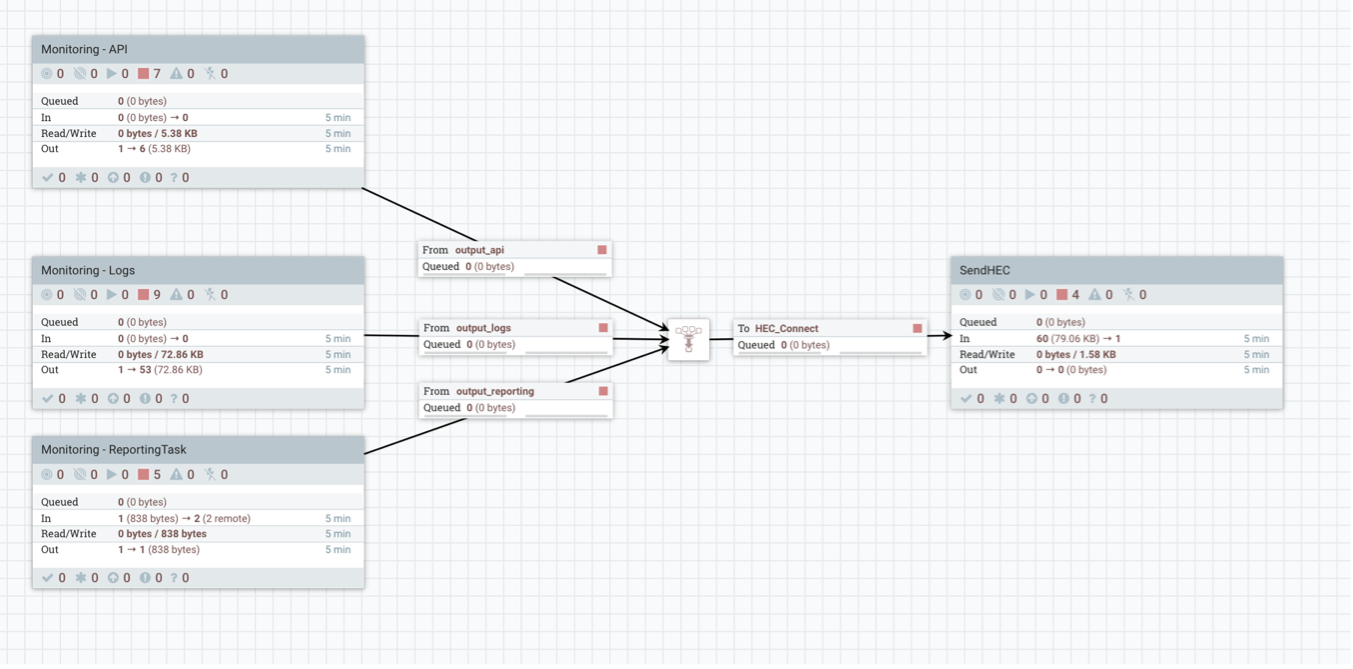 Monitoring - API
0 0 0 7 0 0
Queued 0 (0 bytes)
In 0 (0 bytes) → 0 5 min
Read/Write 0 bytes / 5.38 KB 5 min
Out 1 → 6 (5.38 KB) 5 min
0 0 0 0 ? 0
From output_api
Queued 0 (0 bytes)
Monitoring - Logs
0 0 0 9 0 0
Queued 0 (0 bytes)
In 0 (0 bytes) → 0 5 min
Read/Write 0 bytes / 72.86 KB 5 min
Out 1 → 53 (72.86 KB) 5 min
0 0 0 0 ? 0
From output_logs
Queued 0 (0 bytes)
From output_reporting
Queued 0 (0 bytes)
To HEC_Connect
Queued 0 (0 bytes)
SendHEC
0 0 0 4 0 0
Queued 0 (0 bytes)
In 60 (79.06 KB) → 1 5 min
Read/Write 0 bytes / 1.58 KB 5 min
Out 0 → 0 (0 bytes) 5 min
0 0 0 0 ? 0
Monitoring - ReportingTask
0 0 0 5 0 0
Queued 0 (0 bytes)
In 1 (838 bytes) → 2 (2 remote) 5 min
Read/Write 0 bytes / 838 bytes 5 min
Out 1 → 1 (838 bytes) 5 min
0 0 0 0 ? 0